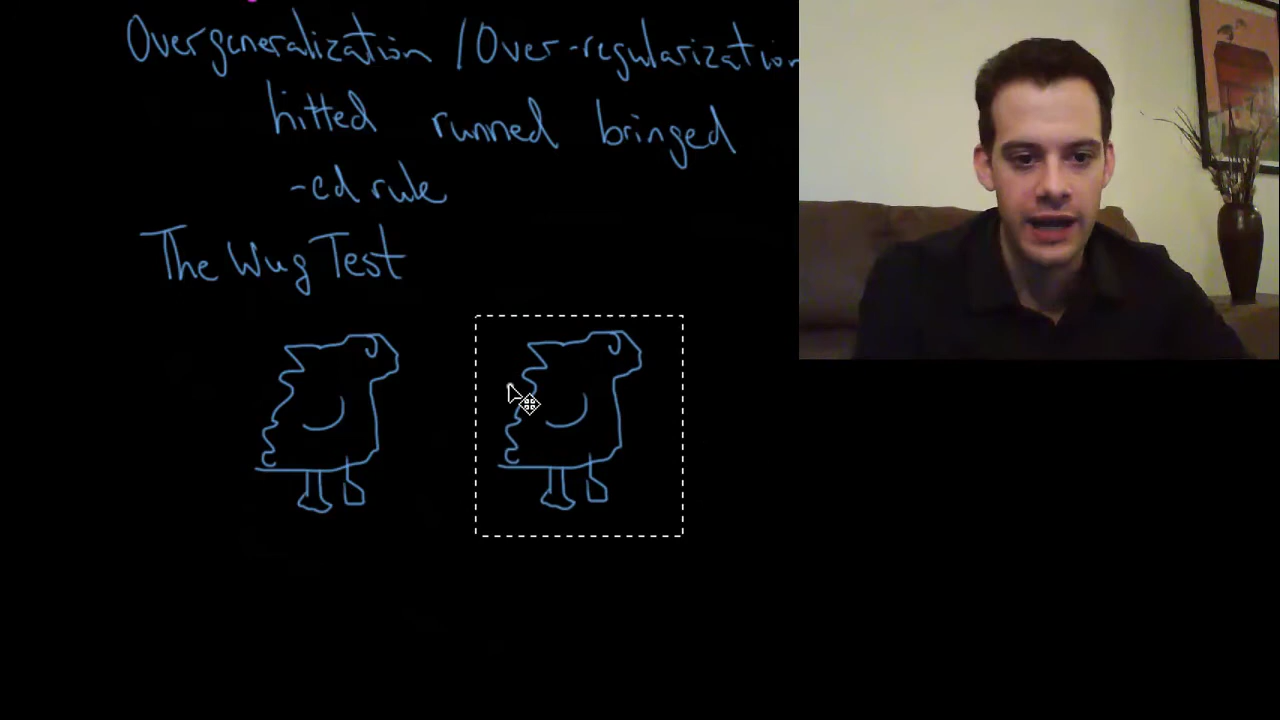 Overgeneralization / Over-regularization
hitted runned bringed
-ed rule
The Wug Test